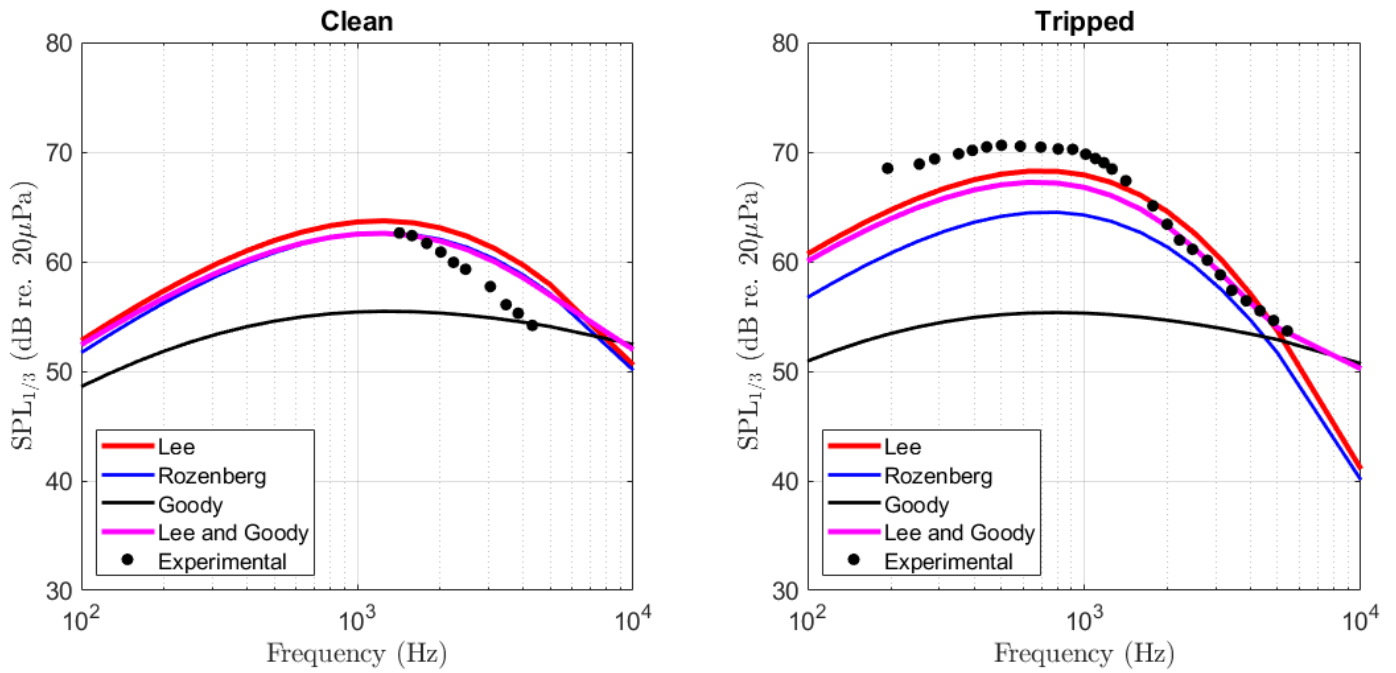 Clean
80
70
60
50
40
30
SPL1/3 (dB re. 20μPa)
Lee
Rozenberg
Goody
Lee and Goody
Experimental
10^2
10^3
10^4
Frequency (Hz)
Tripped
80
70
60
50
40
30
SPL1/3 (dB re. 20μPa)
Lee
Rozenberg
Goody
Lee and Goody
Experimental
10^2
10^3
10^4
Frequency (Hz)